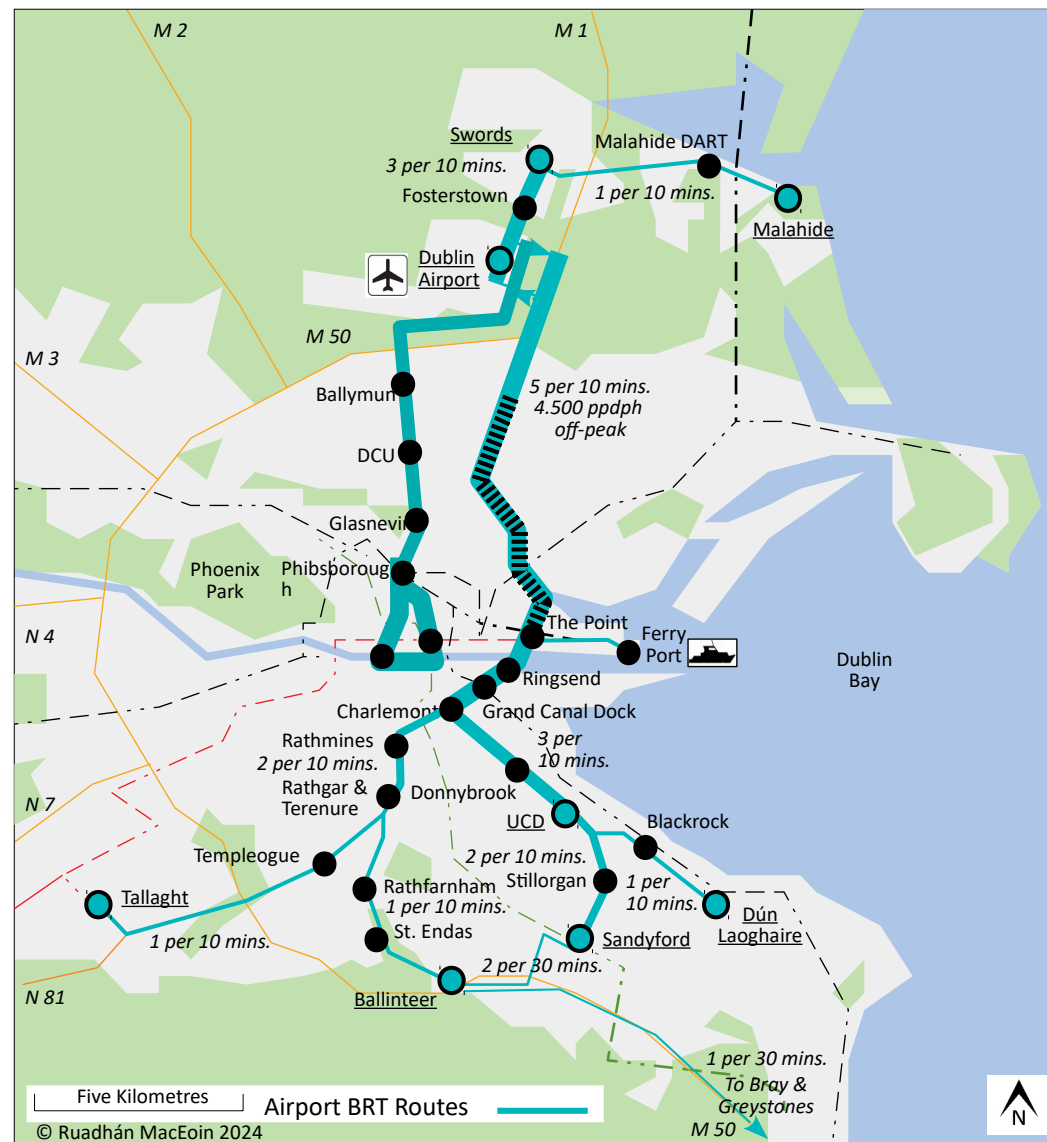 M 2
M 1
Swords
Malahide DART
3 per 10 mins.
Fosterstown
1 per 10 mins.
Malahide
Dublin
Airport
M 50
M 3
Ballymun
5 per 10 mins.
4.500 ppdph
off-peak
DCU
Glasnevin
Phoenix
Park
Phibsboroug
h
The Point
Ferry
Port
N 4
Ringsend
Dublin
Bay
Charlemont
Grand Canal Dock
Rathmines
2 per 10 mins.
3 per
10 mins.
Rathgar &
Terenure
Donnybrook
N 7
UCD
Blackrock
Templeogue
2 per 10 mins.
Stillorgan
Tallaght
Rathfarnham
1 per 10 mins.
1 per
10 mins.
St. Endas
Dún
Laoghaire
1 per 10 mins.
Sandyford
2 per 30 mins.
N 81
Ballinteer
1 per 30 mins.
To Bray &
Greystones
M 50
Five Kilometres
Airport BRT Routes
N
© Ruadhán MacEoin 2024